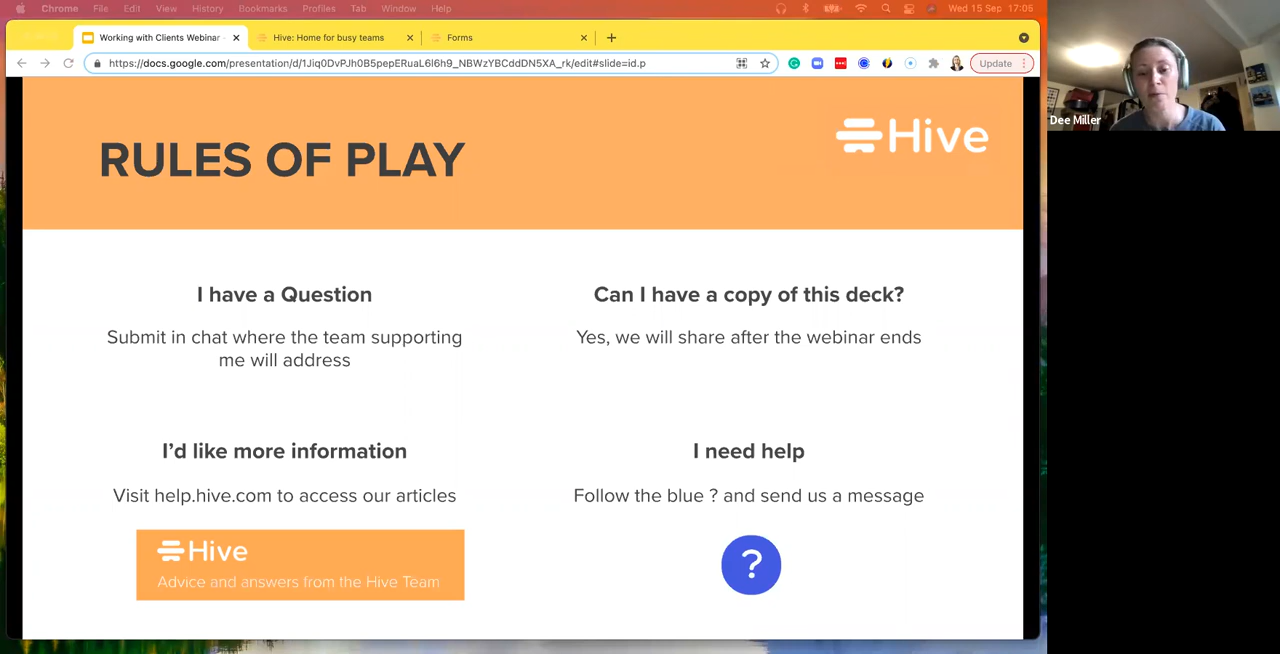 Chrome File Edit View History Bookmarks Profiles Tab Window Help Wed 15 Sep 17:05
Working with Clients Webinar Hive: Home for busy teams Forms
https://docs.google.com/presentation/d/1Jiq0DvPJh0B5pepERuaL6l6h9_NBWzYBCddDN5XA_rk/edit#slide=id.p Update
Dee Miller
RULES OF PLAY
Hive
I have a Question
Submit in chat where the team supporting
me will address
Can I have a copy of this deck?
Yes, we will share after the webinar ends
I'd like more information
Visit help.hive.com to access our articles
Hive
Advice and answers from the Hive Team
I need help
Follow the blue ? and send us a message
?